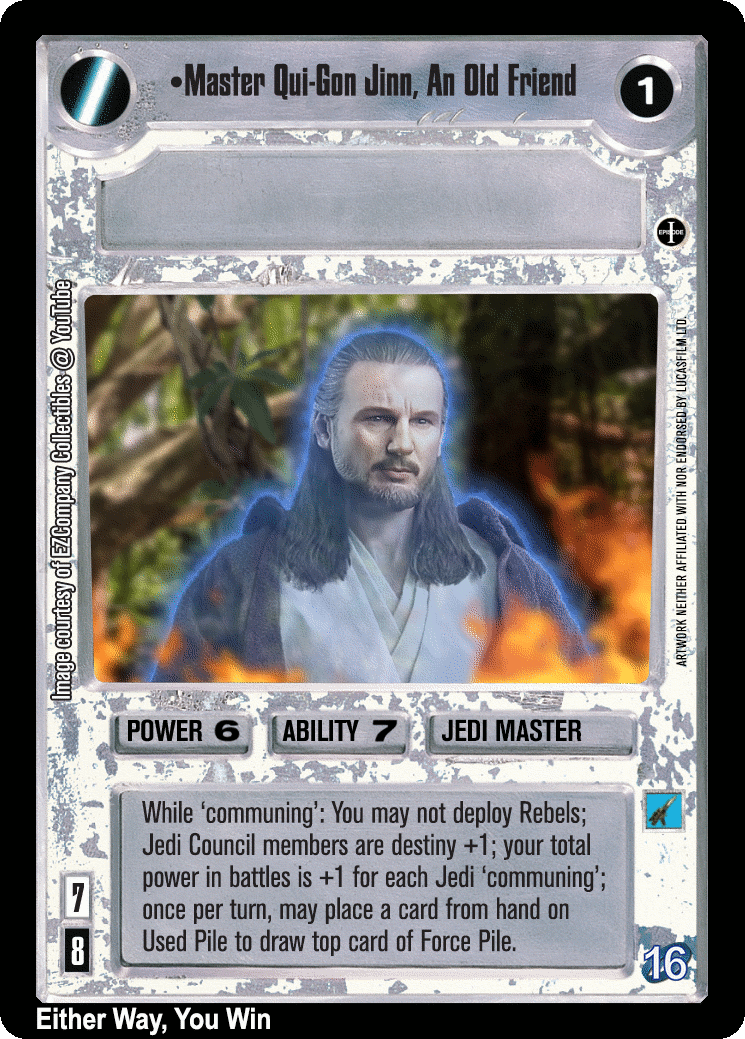 •Master Qui-Gon Jinn, An Old Friend
1
EPISODE
I
Image courtesy of EZCompany Collectibles @ YouTube
ARTWORK NEITHER AFFILIATED WITH NOR ENDORSED BY LUCASFILM LTD.
POWER 6
ABILITY 7
JEDI MASTER
While ‘communing’: You may not deploy Rebels;
Jedi Council members are destiny +1; your total
power in battles is +1 for each Jedi ‘communing’;
once per turn, may place a card from hand on
Used Pile to draw top card of Force Pile.
7
8
16
Either Way, You Win